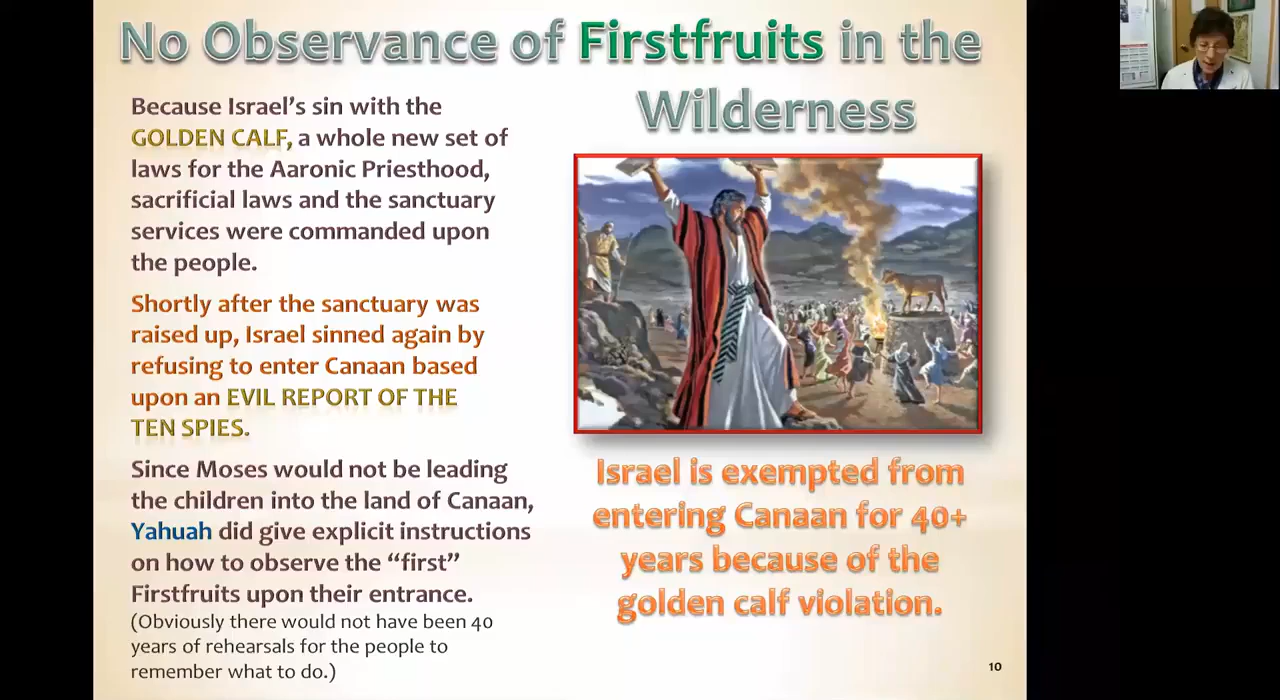 No Observance of Firstfruits in the
Wilderness
Because Israel's sin with the
GOLDEN CALF, a whole new set of
laws for the Aaronic Priesthood,
sacrificial laws and the sanctuary
services were commanded upon
the people.
Shortly after the sanctuary was
raised up, Israel sinned again by
refusing to enter Canaan based
upon an EVIL REPORT OF THE
TEN SPIES.
Since Moses would not be leading
the children into the land of Canaan,
Yahuah did give explicit instructions
on how to observe the “first”
Firstfruits upon their entrance.
(Obviously there would not have been 40
years of rehearsals for the people to
remember what to do.)
Israel is exempted from
entering Canaan for 40+
years because of the
golden calf violation.
10